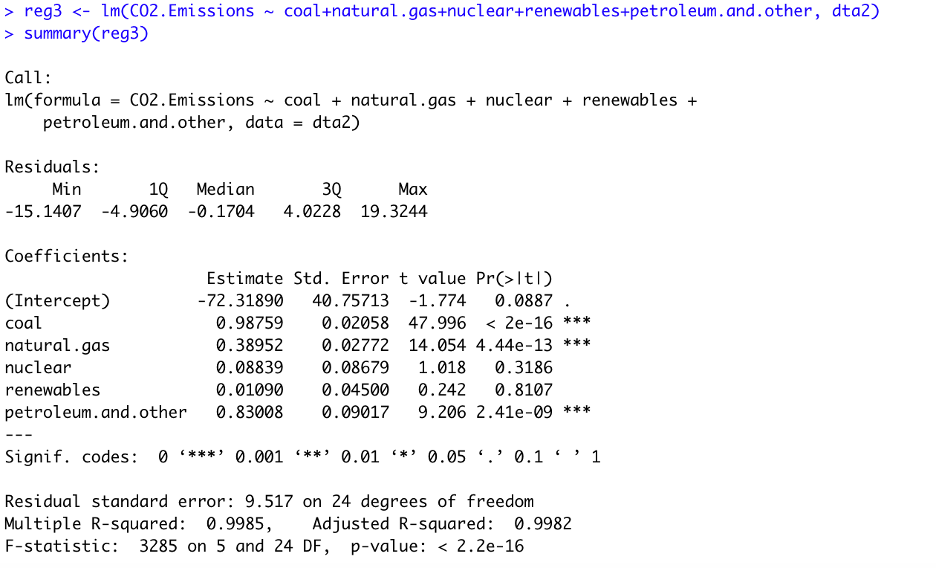 > reg3 <- lm(CO2.Emissions ~ coal+natural.gas+nuclear+renewables+petroleum.and.other, dta2)
> summary(reg3)
Call:
lm(formula = CO2.Emissions ~ coal + natural.gas + nuclear + renewables +
    petroleum.and.other, data = dta2)
Residuals:
     Min       1Q   Median       3Q      Max
-15.1407  -4.9060  -0.1704   4.0228  19.3244
Coefficients:
                     Estimate Std. Error t value Pr(>|t|)
(Intercept)         -72.31890   40.75713  -1.774   0.0887 .
coal                  0.98759    0.02058  47.996  < 2e-16 ***
natural.gas           0.38952    0.02772  14.054 4.44e-13 ***
nuclear               0.08839    0.08679   1.018   0.3186
renewables            0.01090    0.04500   0.242   0.8107
petroleum.and.other   0.83008    0.09017   9.206 2.41e-09 ***
---
Signif. codes:  0 ‘***’ 0.001 ‘**’ 0.01 ‘*’ 0.05 ‘.’ 0.1 ‘ ’ 1
Residual standard error: 9.517 on 24 degrees of freedom
Multiple R-squared:  0.9985,    Adjusted R-squared:  0.9982
F-statistic:  3285 on 5 and 24 DF,  p-value: < 2.2e-16